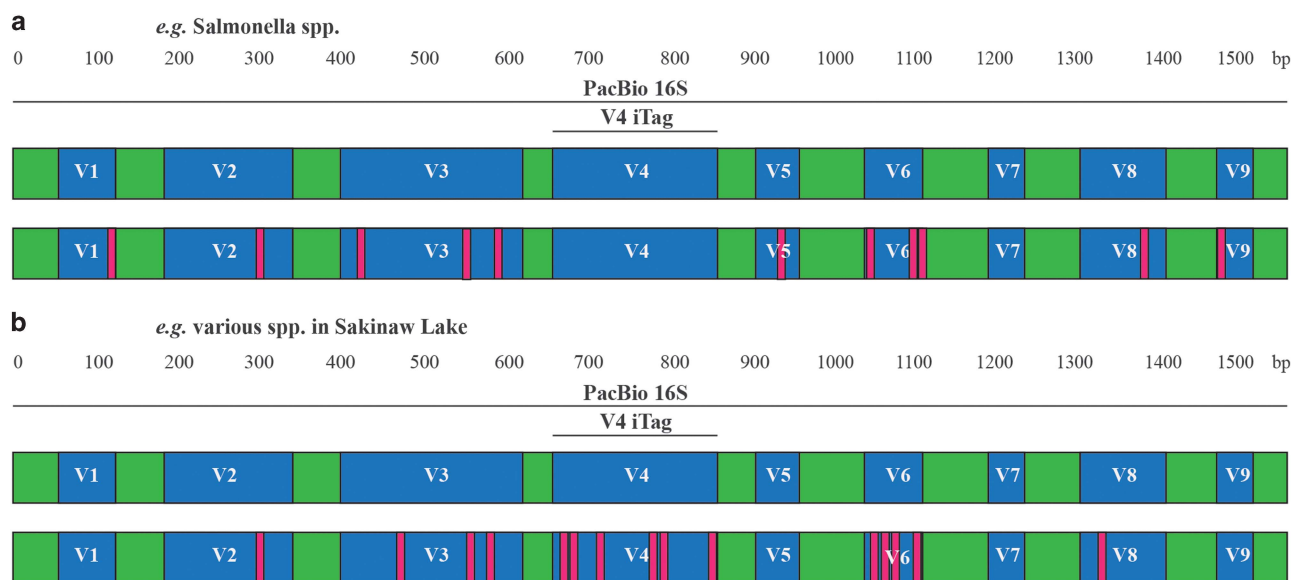 a
e.g. Salmonella spp.
0 100 200 300 400 500 600 700 800 900 1000 1100 1200 1300 1400 1500 bp
PacBio 16S
V4 iTag
V1 V2 V3 V4 V5 V6 V7 V8 V9
V1 V2 V3 V4 V5 V6 V7 V8 V9
b
e.g. various spp. in Sakinaw Lake
0 100 200 300 400 500 600 700 800 900 1000 1100 1200 1300 1400 1500 bp
PacBio 16S
V4 iTag
V1 V2 V3 V4 V5 V6 V7 V8 V9
V1 V2 V3 V4 V5 V6 V7 V8 V9